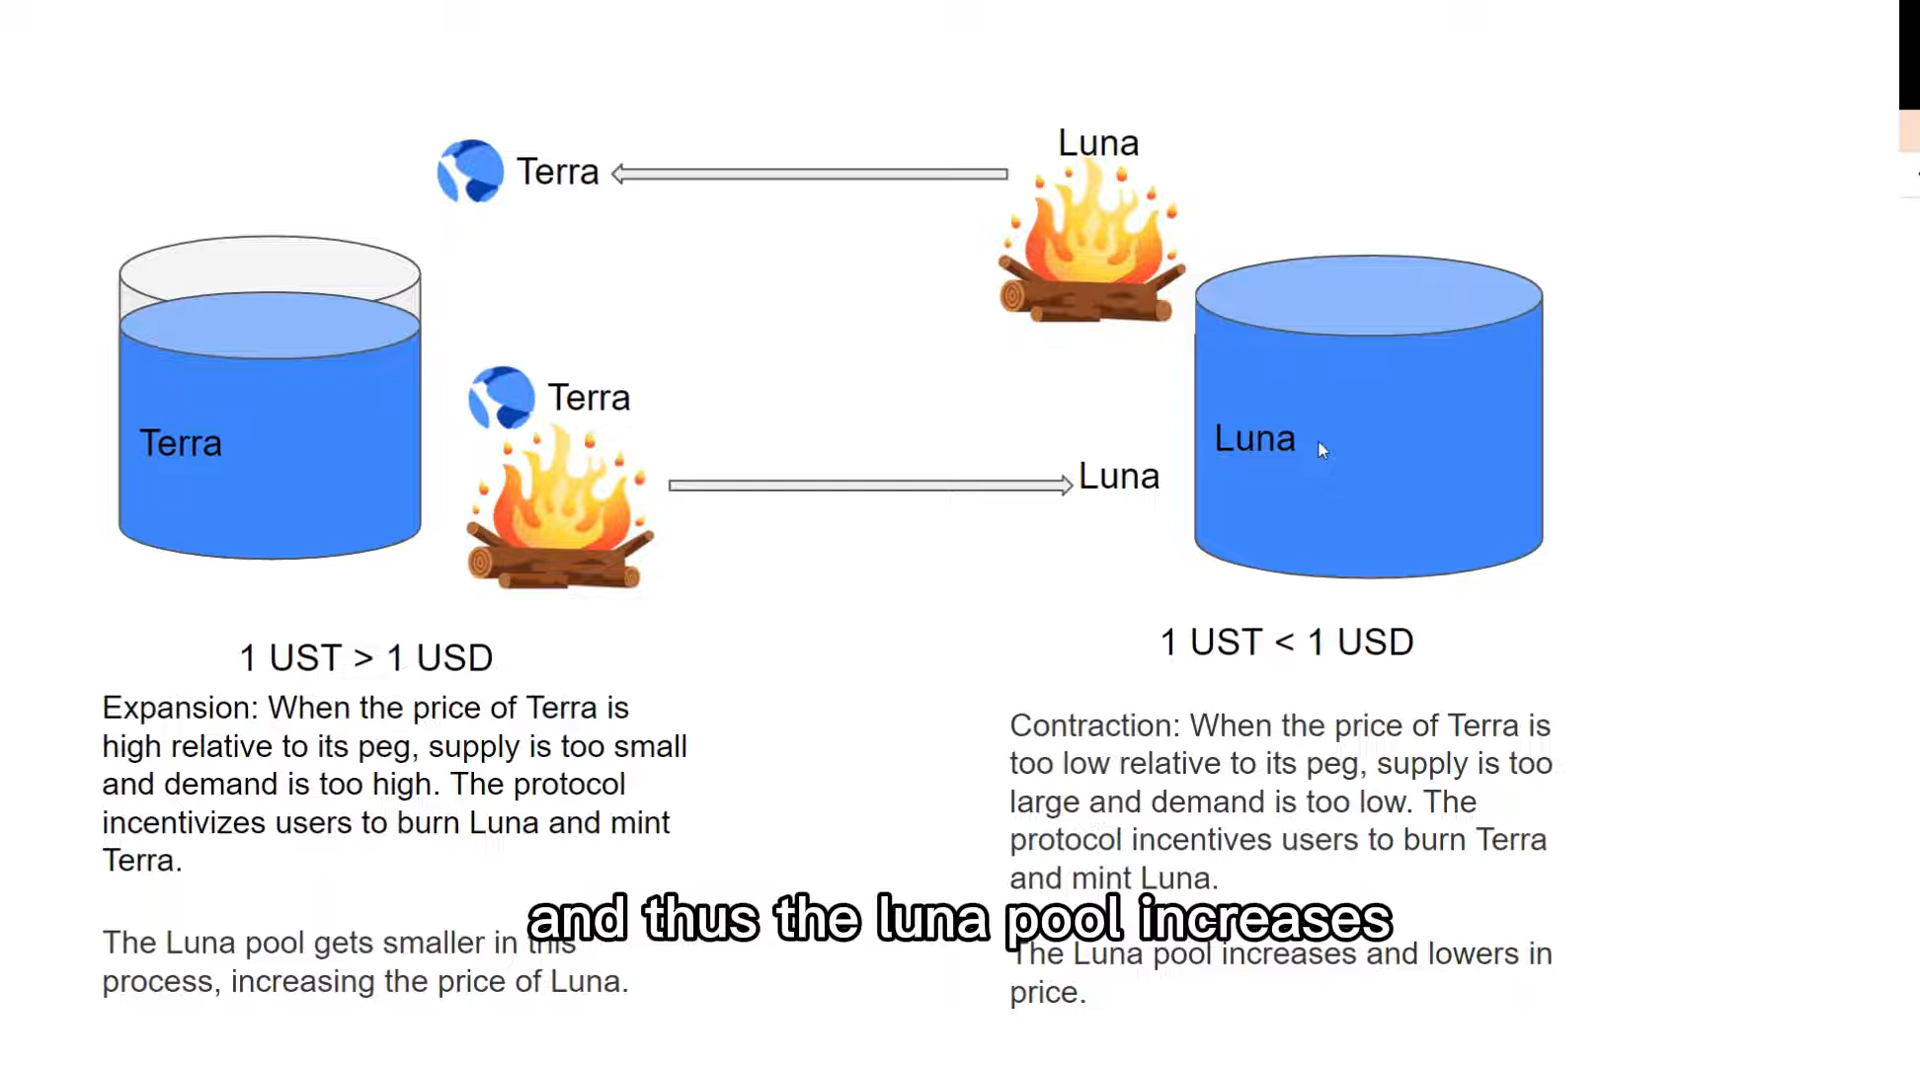 Luna
Terra
Terra
Terra
Luna
Luna
1 UST > 1 USD
Expansion: When the price of Terra is
high relative to its peg, supply is too small
and demand is too high. The protocol
incentivizes users to burn Luna and mint
Terra.
The Luna pool gets smaller in this
process, increasing the price of Luna.
1 UST < 1 USD
Contraction: When the price of Terra is
too low relative to its peg, supply is too
large and demand is too low. The
protocol incentives users to burn Terra
and mint Luna.
The Luna pool increases and lowers in
price.
and thus the luna pool increases